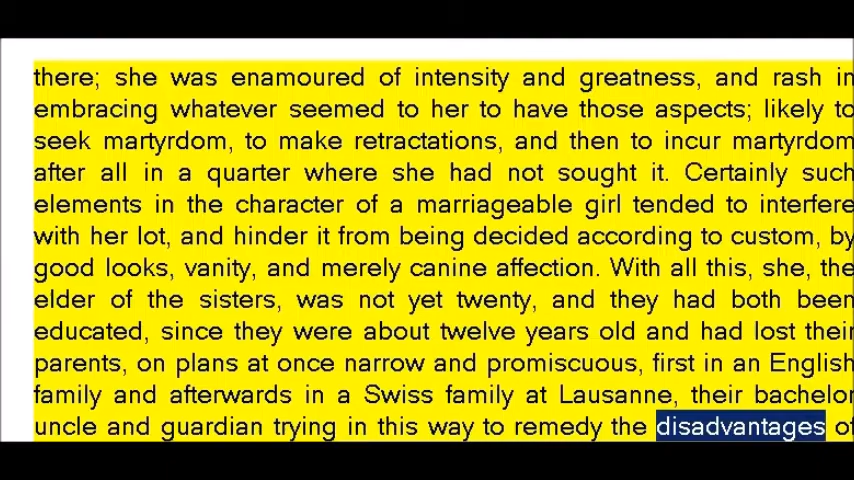 there; she was enamoured of intensity and greatness, and rash in
embracing whatever seemed to her to have those aspects; likely to
seek martyrdom, to make retractations, and then to incur martyrdom
after all in a quarter where she had not sought it. Certainly such
elements in the character of a marriageable girl tended to interfere
with her lot, and hinder it from being decided according to custom, by
good looks, vanity, and merely canine affection. With all this, she, the
elder of the sisters, was not yet twenty, and they had both been
educated, since they were about twelve years old and had lost their
parents, on plans at once narrow and promiscuous, first in an English
family and afterwards in a Swiss family at Lausanne, their bachelor
uncle and guardian trying in this way to remedy the disadvantages of